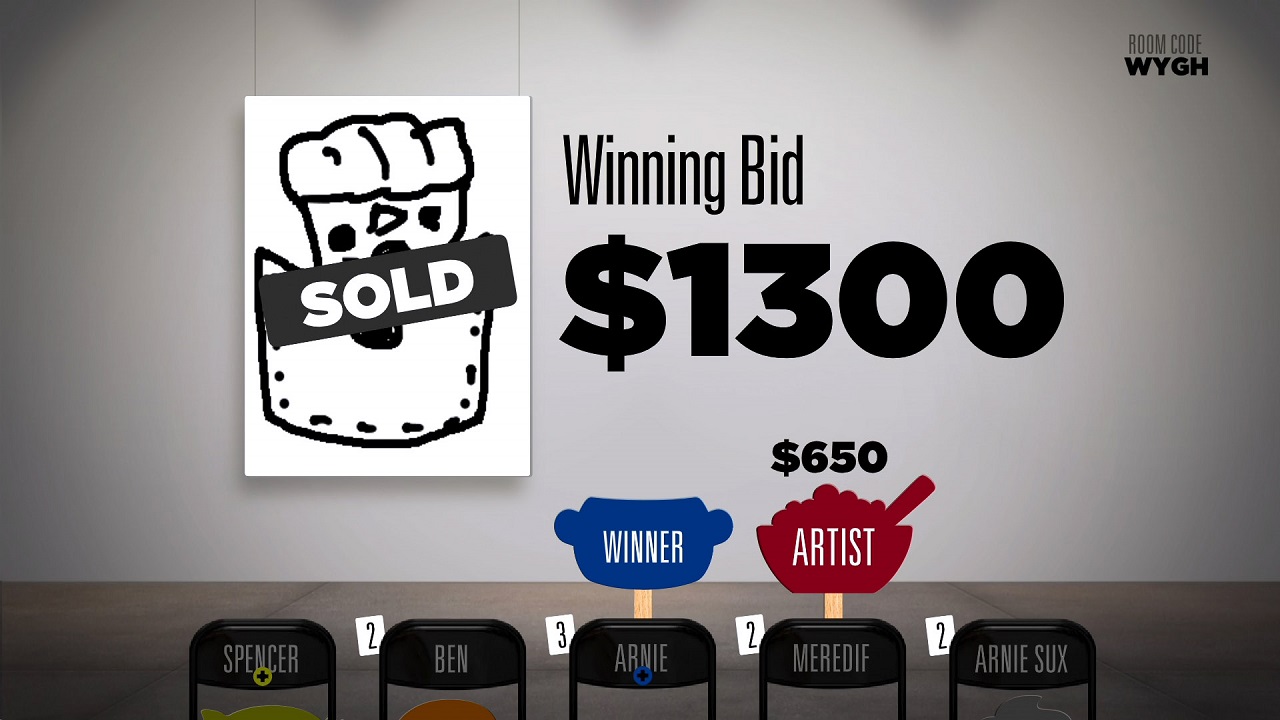 ROOM CODE
WYGH
Winning Bid
$1300
SOLD
$650
WINNER
ARTIST
SPENCER
2
BEN
3
ARNIE
2
MEREDIF
2
ARNIE SUX